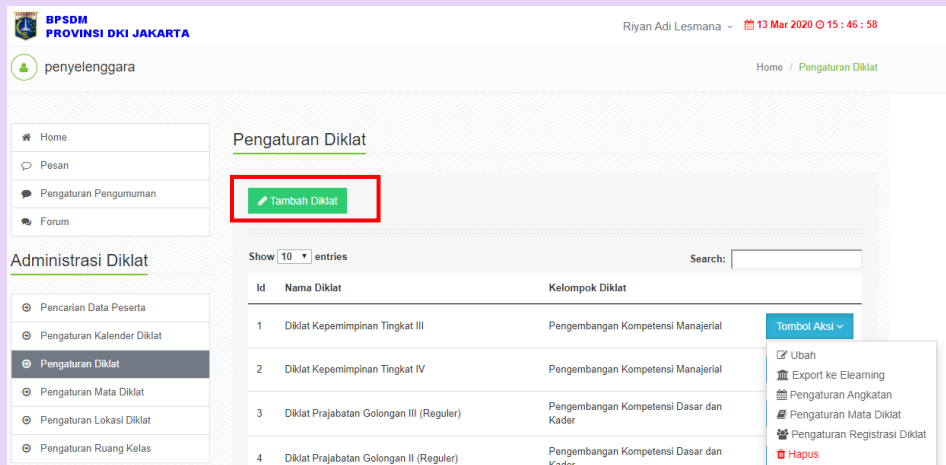 BPSDM
PROVINSI DKI JAKARTA
Riyan Adi Lesmana
13 Mar 2020 15 : 46 : 58
penyelenggara
Home / Pengaturan Diklat
Home
Pesan
Pengaturan Pengumuman
Forum
Administrasi Diklat
Pencarian Data Peserta
Pengaturan Kalender Diklat
Pengaturan Diklat
Pengaturan Mata Diklat
Pengaturan Lokasi Diklat
Pengaturan Ruang Kelas
Pengaturan Diklat
Tambah Diklat
Show 10 entries
Search:
Id Nama Diklat Kelompok Diklat
1 Diklat Kepemimpinan Tingkat III Pengembangan Kompetensi Manajerial Tombol Aksi
2 Diklat Kepemimpinan Tingkat IV Pengembangan Kompetensi Manajerial
3 Diklat Prajabatan Golongan III (Reguler) Pengembangan Kompetensi Dasar dan
Kader
4 Diklat Prajabatan Golongan II (Reguler) Pengembangan Kompetensi Dasar dan
Kader
Ubah
Export ke Elearning
Pengaturan Angkatan
Pengaturan Mata Diklat
Pengaturan Registrasi Diklat
Hapus